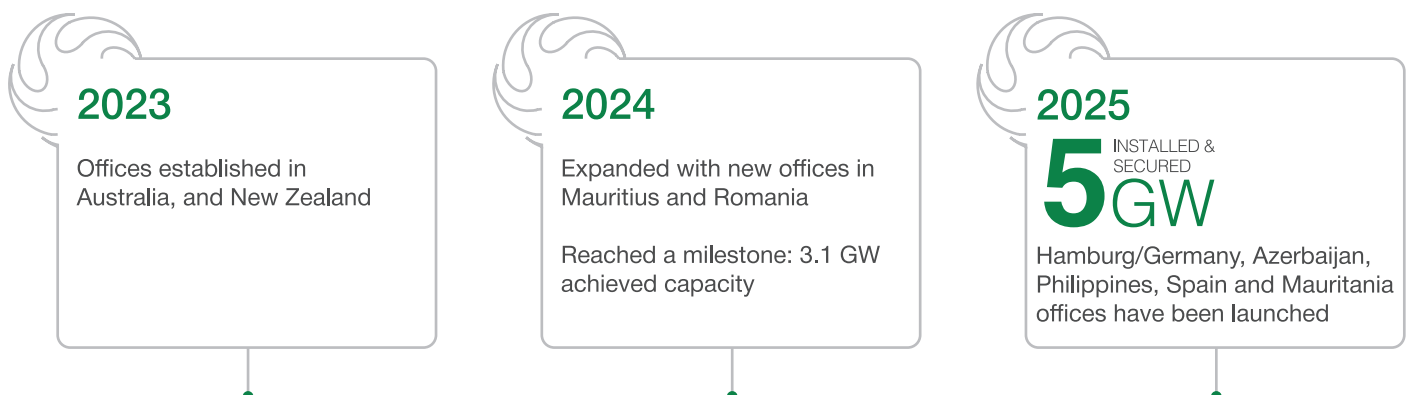 2023
Offices established in
Australia, and New Zealand
2024
Expanded with new offices in
Mauritius and Romania
Reached a milestone: 3.1 GW
achieved capacity
2025
5 INSTALLED &
SECURED
GW
Hamburg/Germany, Azerbaijan,
Philippines, Spain and Mauritania
offices have been launched